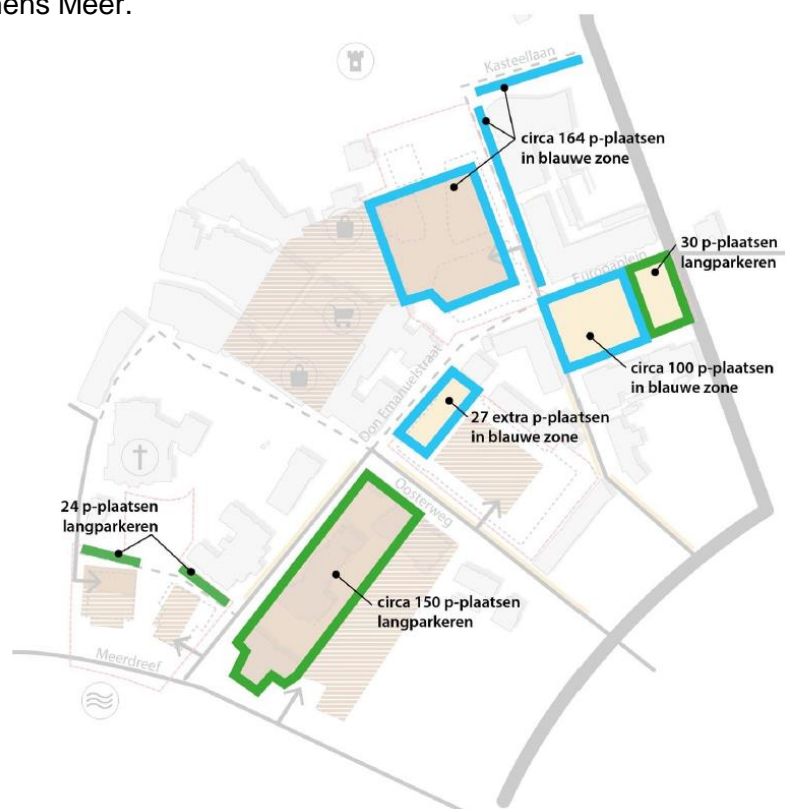 Meer.
Kasteellaan
circa 164 p-plaatsen
in blauwe zone
30 p-plaatsen
langparkeren
Europaplein
circa 100 p-plaatsen
in blauwe zone
Don Emanuelstraat
27 extra p-plaatsen
in blauwe zone
Oosterweg
24 p-plaatsen
langparkeren
circa 150 p-plaatsen
langparkeren
Meerdreef